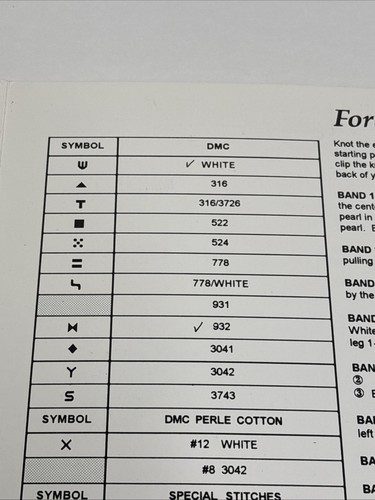 SYMBOL DMC
✓ WHITE
▲ 316
T 316/3726
■ 522
524
= 778
778/WHITE
931
✓ 932
◆ 3041
Y 3042
S 3743
SYMBOL DMC PERLE COTTON
X #12 WHITE
#8 3042
SYMBOL SPECIAL STITCHES
For
Knot the
starting p
clip the k
back of y
BAND 1
the cent
pearl in
pearl.
BAND
pulling
BAND
by the
BAND
White
leg 1
BAN
②
③
BA
left
BA
BA